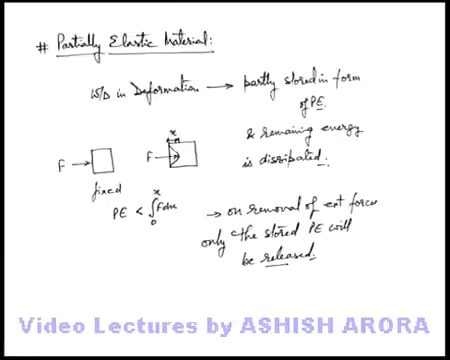 # Partially Elastic Material:
W/D in Deformation → partly stored in form
of PE.
& remaining energy
is dissipated.
F → fixed
F → x
PE < ∫₀ˣ Fdx
→ on removal of ext force
only the stored PE will
be released.
Video Lectures by ASHISH ARORA